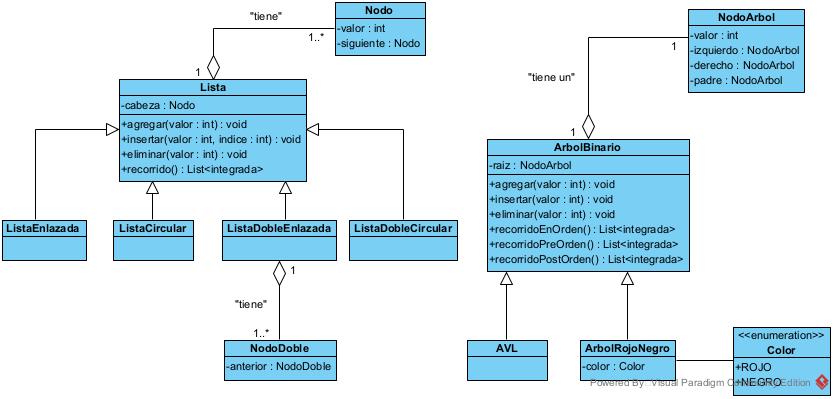 Nodo
-valor : int
-siguiente : Nodo
"tiene"
1..*
1
Lista
-cabeza : Nodo
+agregar(valor : int) : void
+insertar(valor : int, indice : int) : void
+eliminar(valor : int) : void
+recorrido() : List<integrada>
ListaEnlazada
ListaCircular
ListaDobleEnlazada
ListaDobleCircular
1
"tiene"
1..*
NodoDoble
-anterior : NodoDoble
NodoArbol
-valor : int
-izquierdo : NodoArbol
-derecho : NodoArbol
-padre : NodoArbol
1
"tiene un"
1
ArbolBinario
-raiz : NodoArbol
+agregar(valor : int) : void
+insertar(valor : int) : void
+eliminar(valor : int) : void
+recorridoEnOrden() : List<integrada>
+recorridoPreOrden() : List<integrada>
+recorridoPostOrden() : List<integrada>
AVL
ArbolRojoNegro
-color : Color
<<enumeration>>
Color
+ROJO
+NEGRO
Powered By Visual Paradigm Community Edition